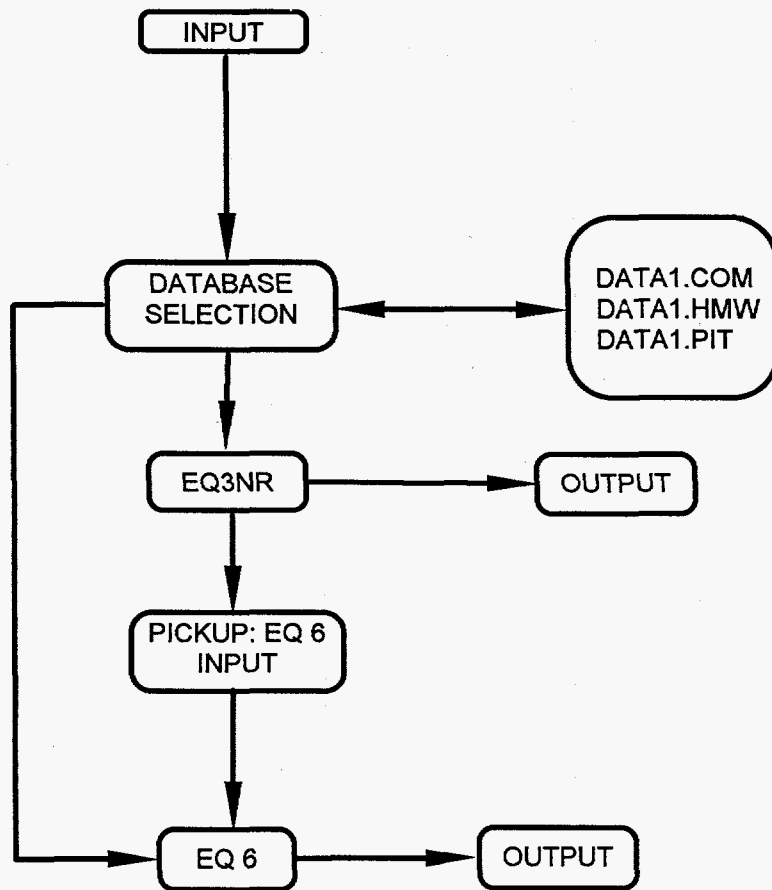 INPUT
DATABASE
SELECTION
DATA1.COM
DATA1.HMW
DATA1.PIT
EQ3NR
OUTPUT
PICKUP: EQ 6
INPUT
EQ 6
OUTPUT